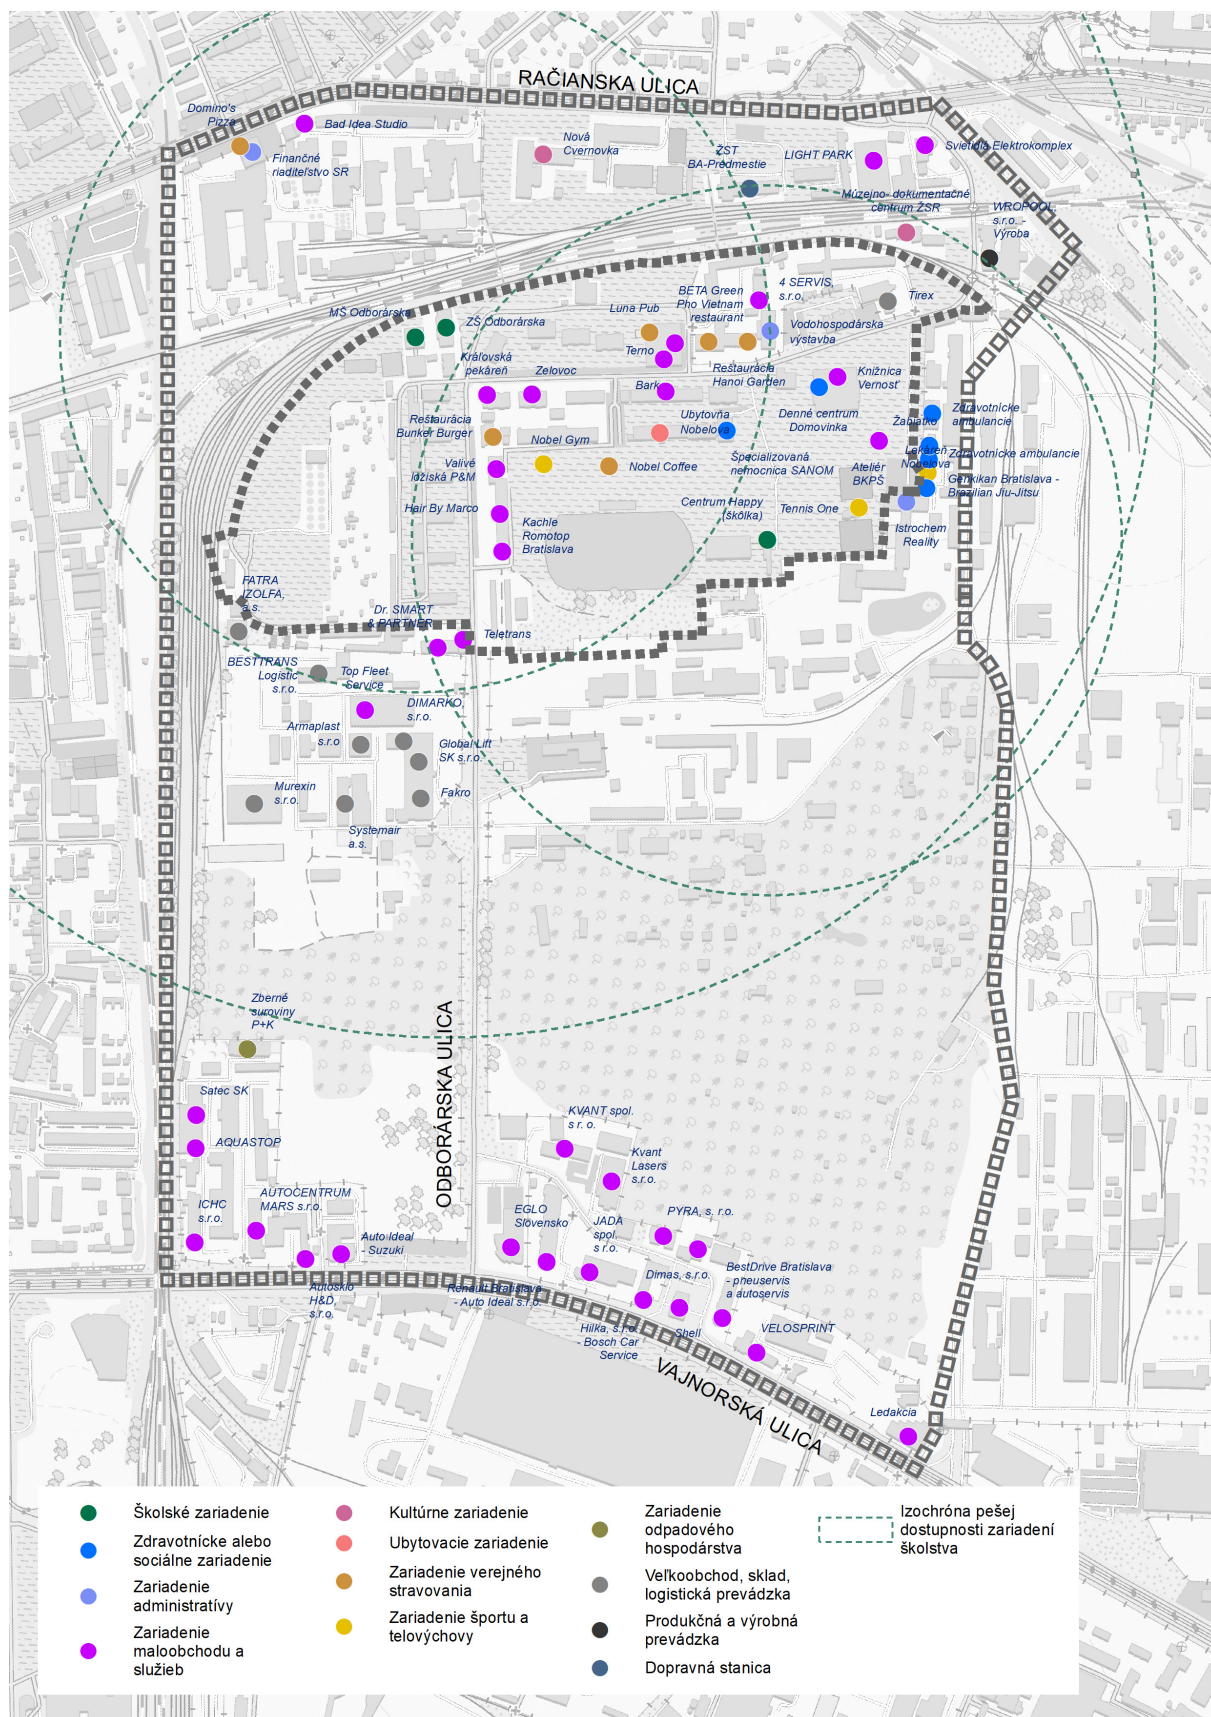 RAČIANSKA ULICA
Domino's
Pizza
Bad Idea Studio
Finančné
riaditeľstvo SR
Nová
Cvernovka
ŽST
BA-Predmestie
LIGHT PARK
Svietidlá Elektrokomplex
Múzejno- dokumentačné
centrum ŽSR
WROPOOL,
s.r.o. -
Výroba
MŠ Odborárska
ZŠ Odborárska
Luna Pub
BETA Green
Pho Vietnam
restaurant
4 SERVIS,
s.r.o.
Tirex
Vodohospodárska
výstavba
Kráľovská
pekáreň
Zelovoc
Terno
Bark
Reštaurácia
Hanoi Garden
Knižnica
Vernosť
Reštaurácia
Bunker Burger
Nobel Gym
Ubytovňa
Nobelova
Denné centrum
Domovinka
Žabiatko
Zdravotnícke
ambulancie
Valivé
ložiská P&M
Nobel Coffee
Špecializovaná
nemocnica SANOM
Ateliér
BKPŠ
Lekáreň
Nobelova
Zdravotnícke ambulancie
Genkikan Bratislava -
Brazilian Jiu-Jitsu
Hair By Marco
Kachle
Romotop
Bratislava
Centrum Happy
(škôlka)
Tennis One
Istrochem
Reality
FATRA
IZOLFA,
a.s.
Dr. SMART
& PARTNER
Teletrans
BESTTRANS
Logistic
s.r.o.
Top Fleet
Service
DIMARKO,
s.r.o.
Armaplast
s.r.o
Global Lift
SK s.r.o.
Murexin
s.r.o.
Fakro
Systemair
a.s.
Zberné
suroviny
P+K
ODBORÁRSKA ULICA
Satec SK
AQUASTOP
KVANT spol.
s r. o.
Kvant
Lasers
s.r.o.
ICHC
s.r.o.
AUTOCENTRUM
MARS s.r.o.
Auto Ideal
- Suzuki
EGLO
Slovensko
JADA
spol.
s r.o.
PYRA, s. r.o.
Autosklo
H&D,
s.r.o.
Renault Bratislava
- Auto Ideal s.r.o.
Dimas, s.r.o.
BestDrive Bratislava
- pneuservis
a autoservis
Hilka, s.r.o.
- Bosch Car
Service
Shell
VELOSPRINT
VAJNORSKÁ ULICA
Ledakcia
Školské zariadenie
Zdravotnícke alebo
sociálne zariadenie
Zariadenie
administratívy
Zariadenie
maloobchodu a
služieb
Kultúrne zariadenie
Ubytovacie zariadenie
Zariadenie verejného
stravovania
Zariadenie športu a
telovýchovy
Zariadenie
odpadového
hospodárstva
Veľkoobchod, sklad,
logistická prevádzka
Produkčná a výrobná
prevádzka
Dopravná stanica
Izochróna pešej
dostupnosti zariadení
školstva